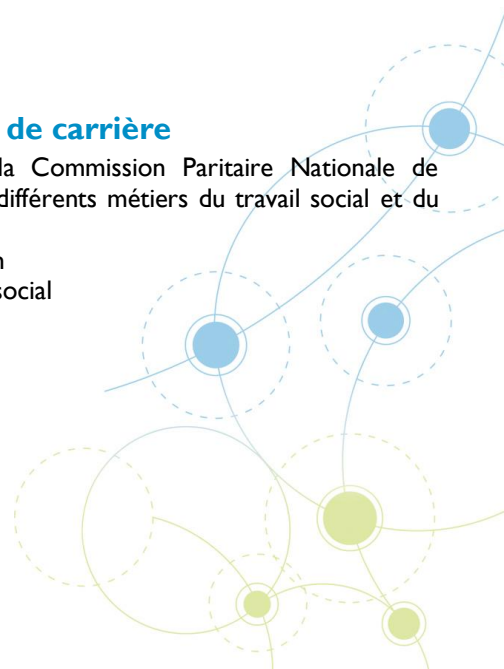 de carrière
la Commission Paritaire Nationale de
différents métiers du travail social et du
social